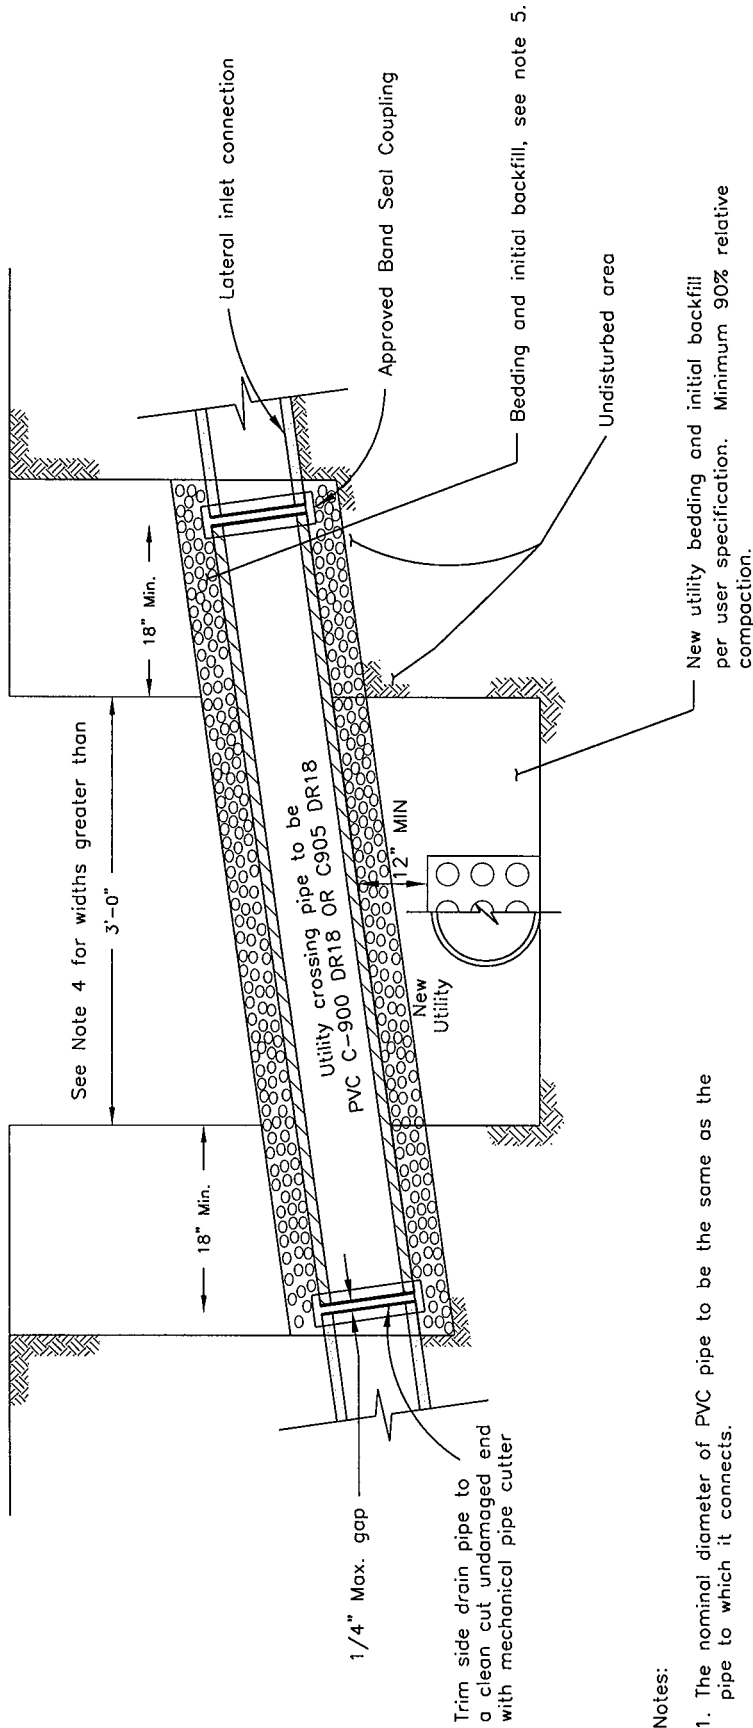 See Note 4 for widths greater than
3'-0"
18" Min.
18" Min.
Lateral inlet connection
Approved Band Seal Coupling
Bedding and initial backfill, see note 5.
Undisturbed area
New utility bedding and initial backfill
per user specification. Minimum 90% relative
compaction.
Utility crossing pipe to be
PVC C-900 DR18 OR C905 DR18
12" MIN
New
Utility
1/4" Max. gap
Trim side drain pipe to
a clean cut undamaged end
with mechanical pipe cutter
Notes:
1. The nominal diameter of PVC pipe to be the same as the
pipe to which it connects.